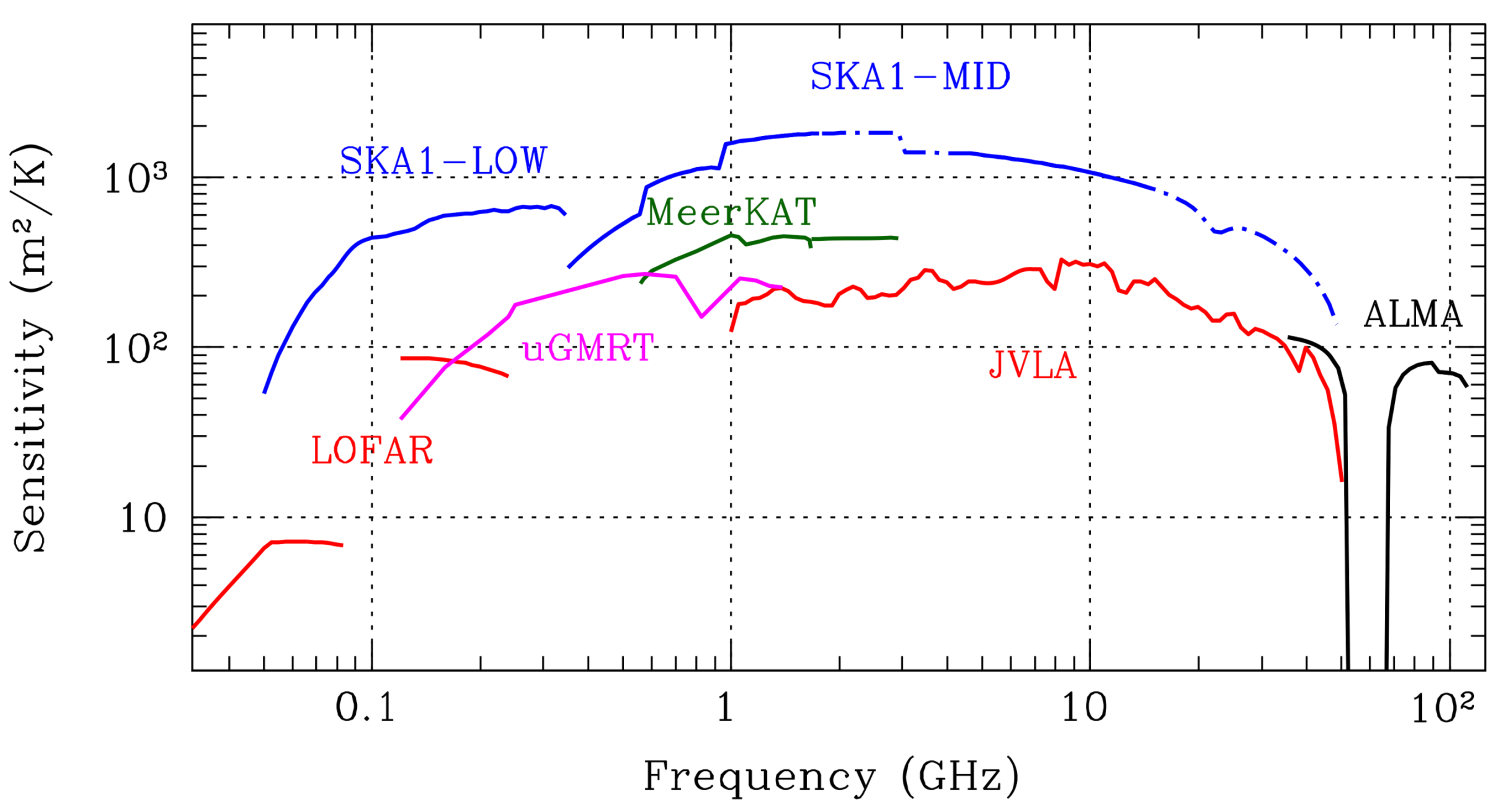 SKA1-MID
SKA1-LOW
MeerKAT
ALMA
uGMRT
JVLA
LOFAR
Sensitivity (m²/K)
10³
10²
10
0.1
1
10
10²
Frequency (GHz)